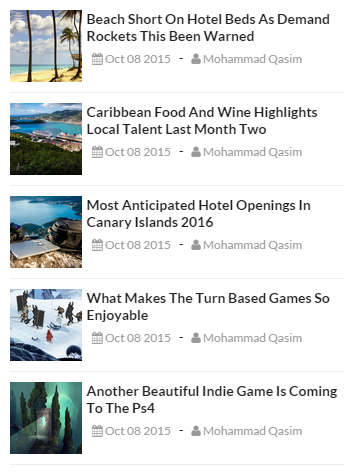 Beach Short On Hotel Beds As Demand
Rockets This Been Warned
Oct 08 2015 - Mohammad Qasim
Caribbean Food And Wine Highlights
Local Talent Last Month Two
Oct 08 2015 - Mohammad Qasim
Most Anticipated Hotel Openings In
Canary Islands 2016
Oct 08 2015 - Mohammad Qasim
What Makes The Turn Based Games So
Enjoyable
Oct 08 2015 - Mohammad Qasim
Another Beautiful Indie Game Is Coming
To The Ps4
Oct 08 2015 - Mohammad Qasim